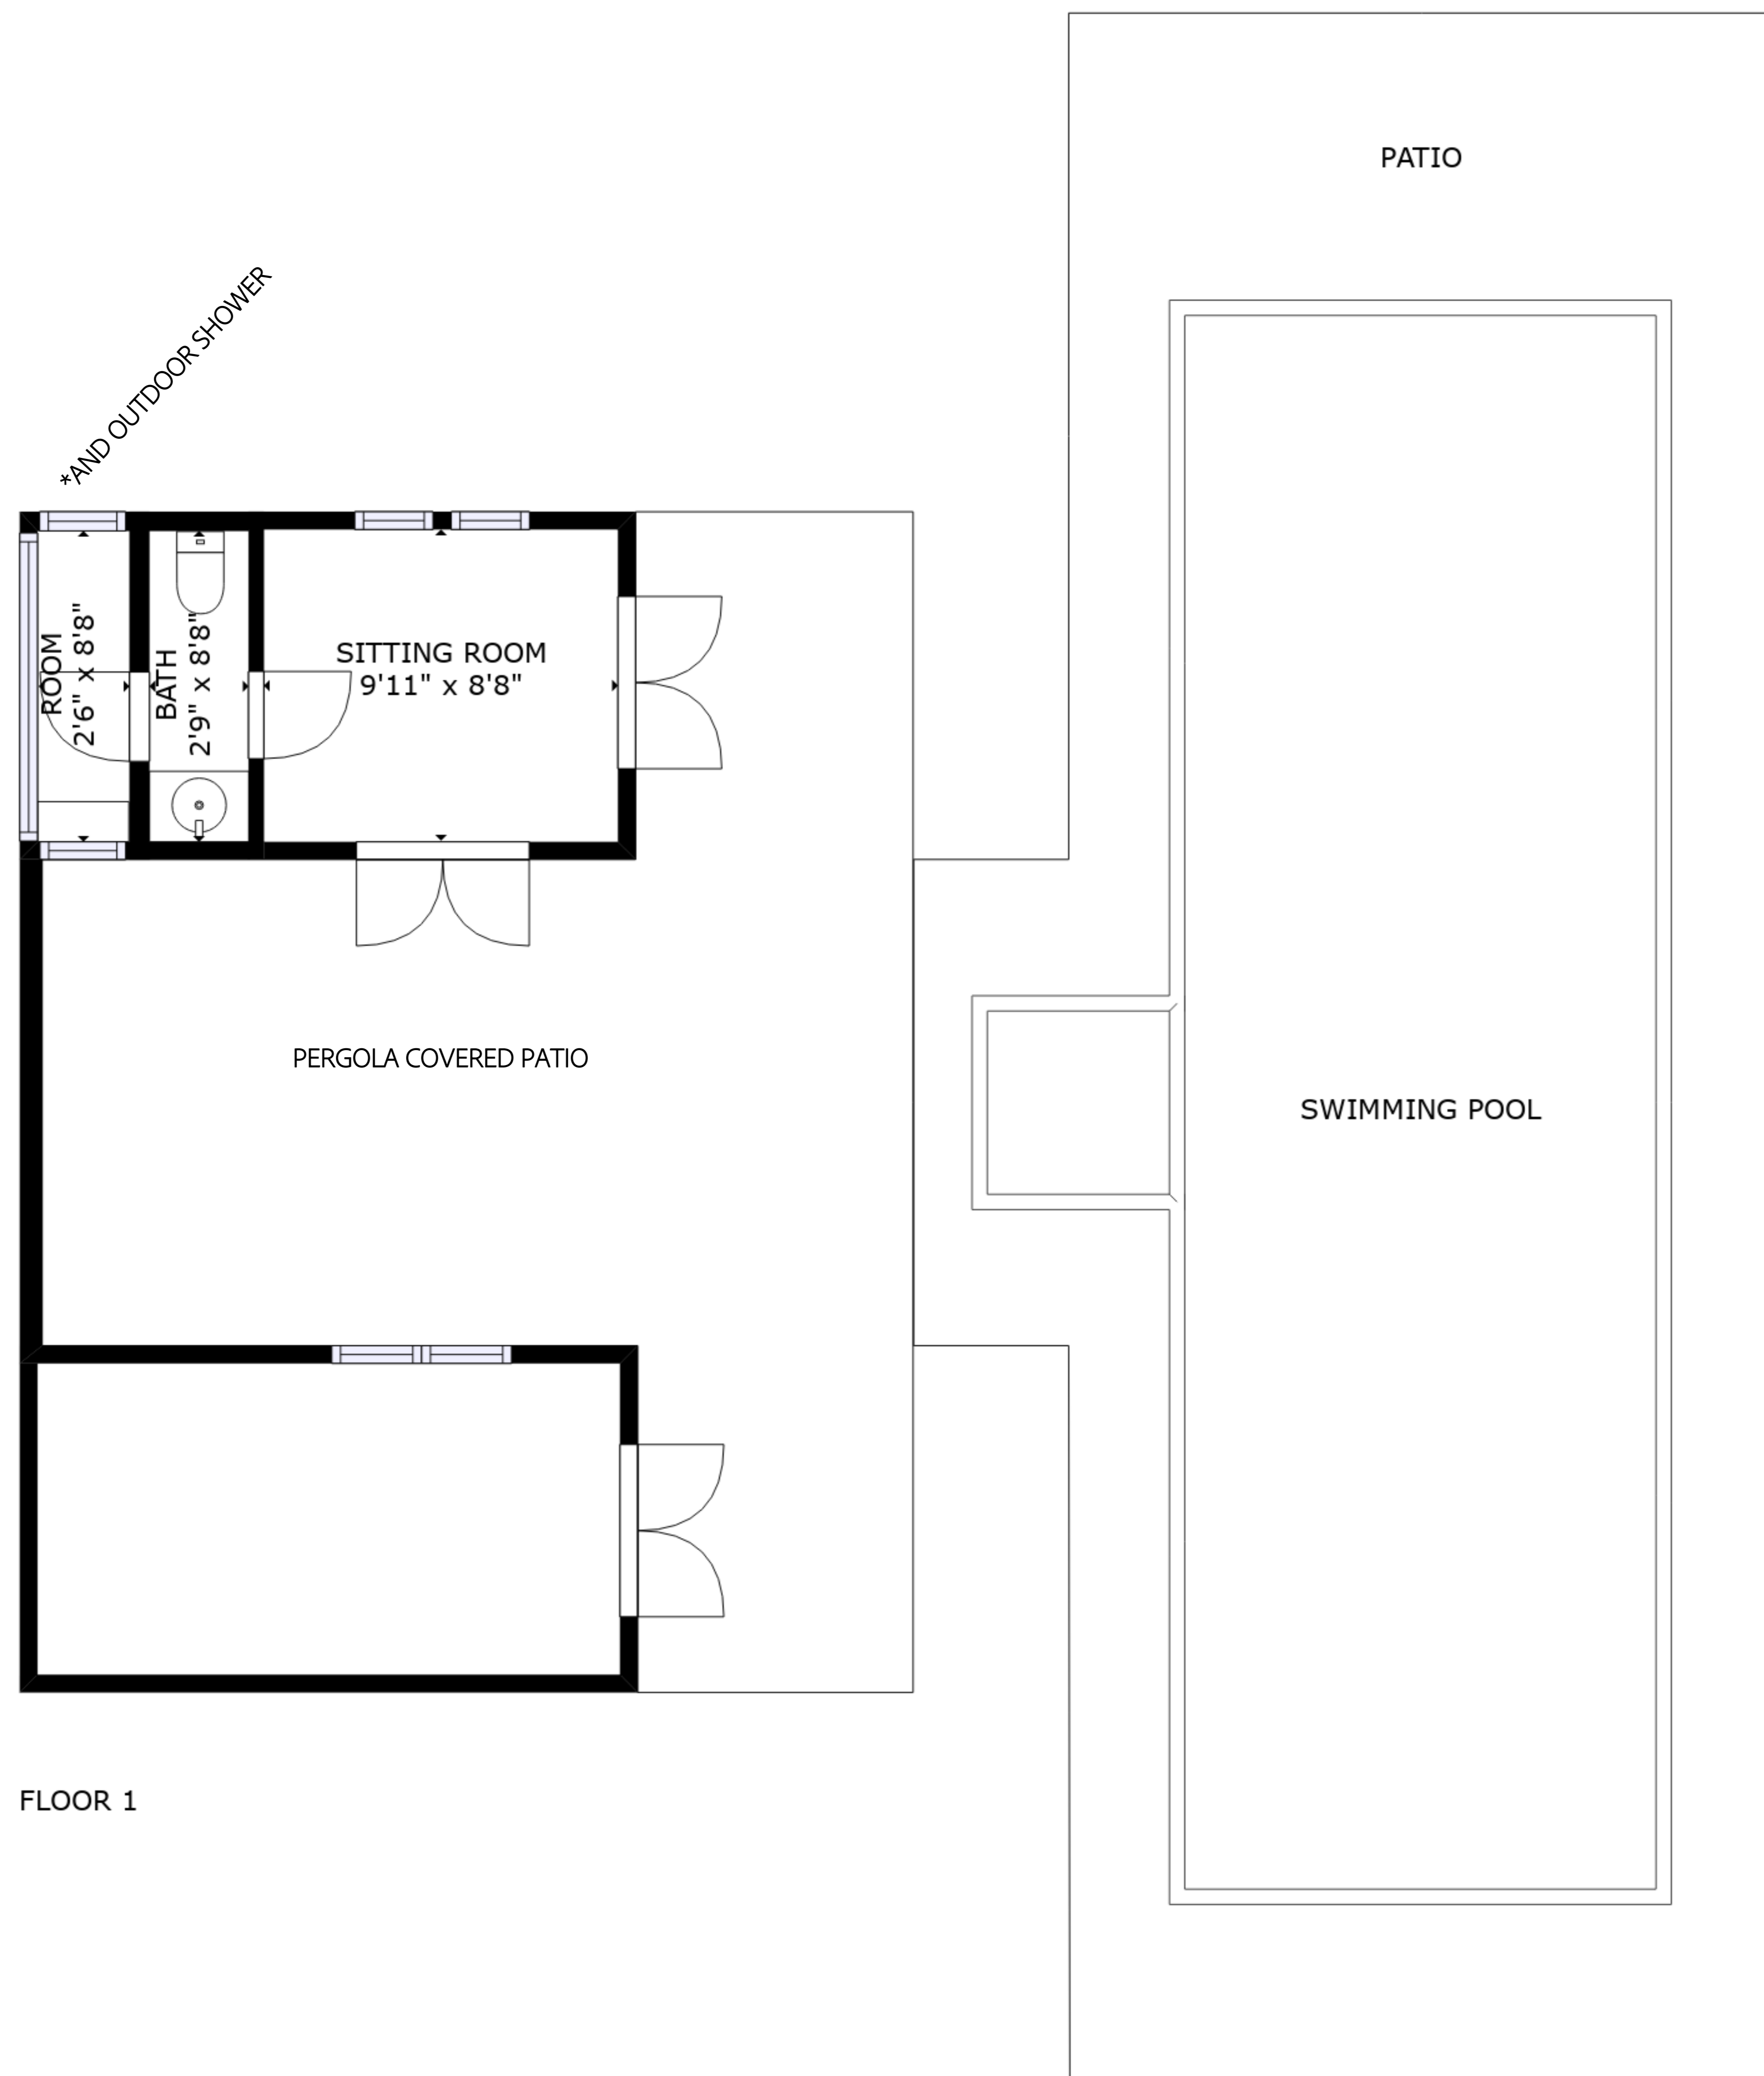 PATIO
*AND OUTDOOR SHOWER
ROOM
2'6" x 8'8"
BATH
2'9" x 8'8"
SITTING ROOM
9'11" x 8'8"
PERGOLA COVERED PATIO
SWIMMING POOL
FLOOR 1